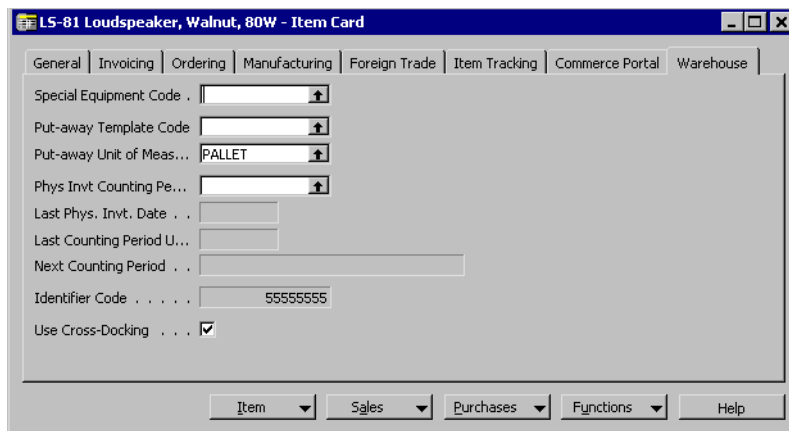 LS-81 Loudspeaker, Walnut, 80W - Item Card
General Invoicing Ordering Manufacturing Foreign Trade Item Tracking Commerce Portal Warehouse
Special Equipment Code .
Put-away Template Code
Put-away Unit of Meas... PALLET
Phys Invt Counting Pe...
Last Phys. Invt. Date . .
Last Counting Period U...
Next Counting Period . .
Identifier Code . . . . . 55555555
Use Cross-Docking . . .
Item Sales Purchases Functions Help